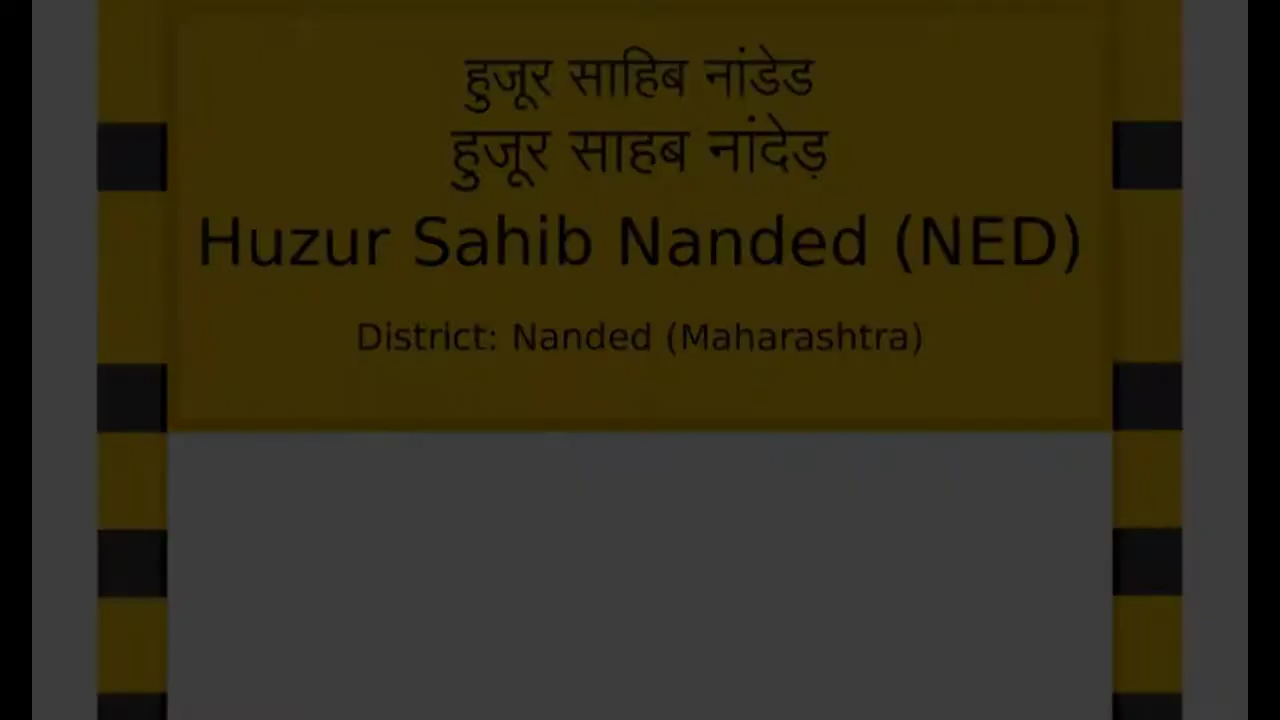 हुजूर साहिब नांडेड
हुजूर साहब नांदेड़
Huzur Sahib Nanded (NED)
District: Nanded (Maharashtra)